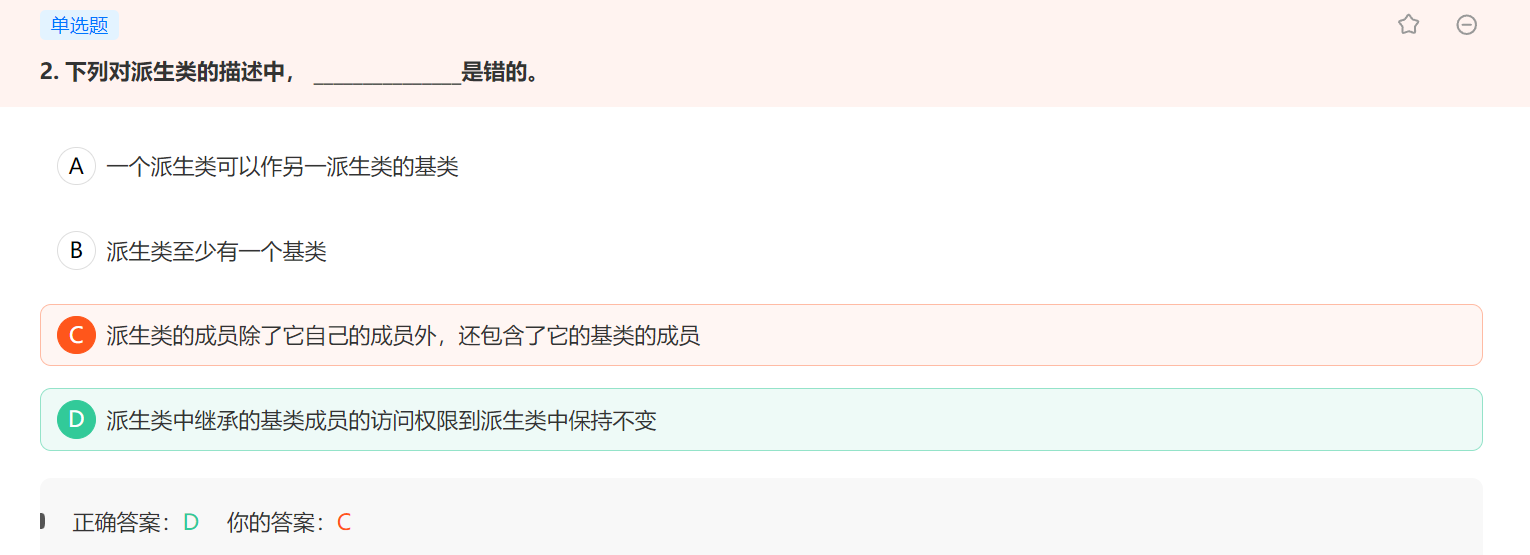 单选题
2. 下列对派生类的描述中， ______________是错的。
A 一个派生类可以作另一派生类的基类
B 派生类至少有一个基类
C 派生类的成员除了它自己的成员外，还包含了它的基类的成员
D 派生类中继承的基类成员的访问权限到派生类中保持不变
正确答案：D 你的答案：C